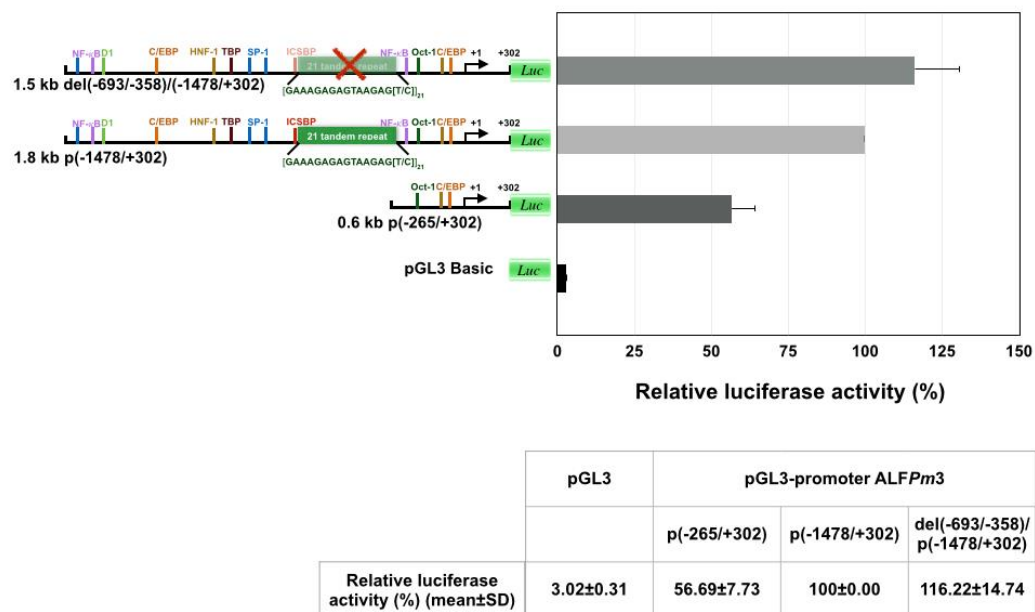 NF-κB D1 C/EBP HNF-1 TBP SP-1 ICSBP NF-κB Oct-1 C/EBP +1 +302
21 tandem repeat
Luc
1.5 kb del(-693/-358)/(-1478/+302)
[GAAAGAGAGTAAGAG[T/C]]21
NF-κB D1 C/EBP HNF-1 TBP SP-1 ICSBP NF-κB Oct-1 C/EBP +1 +302
21 tandem repeat
Luc
1.8 kb p(-1478/+302)
[GAAAGAGAGTAAGAG[T/C]]21
Oct-1 C/EBP +1 +302
Luc
0.6 kb p(-265/+302)
pGL3 Basic Luc
0 25 50 75 100 125 150
Relative luciferase activity (%)
pGL3 pGL3-promoter ALFPm3
p(-265/+302) p(-1478/+302) del(-693/-358)/
p(-1478/+302)
Relative luciferase
activity (%) (mean±SD) 3.02±0.31 56.69±7.73 100±0.00 116.22±14.74